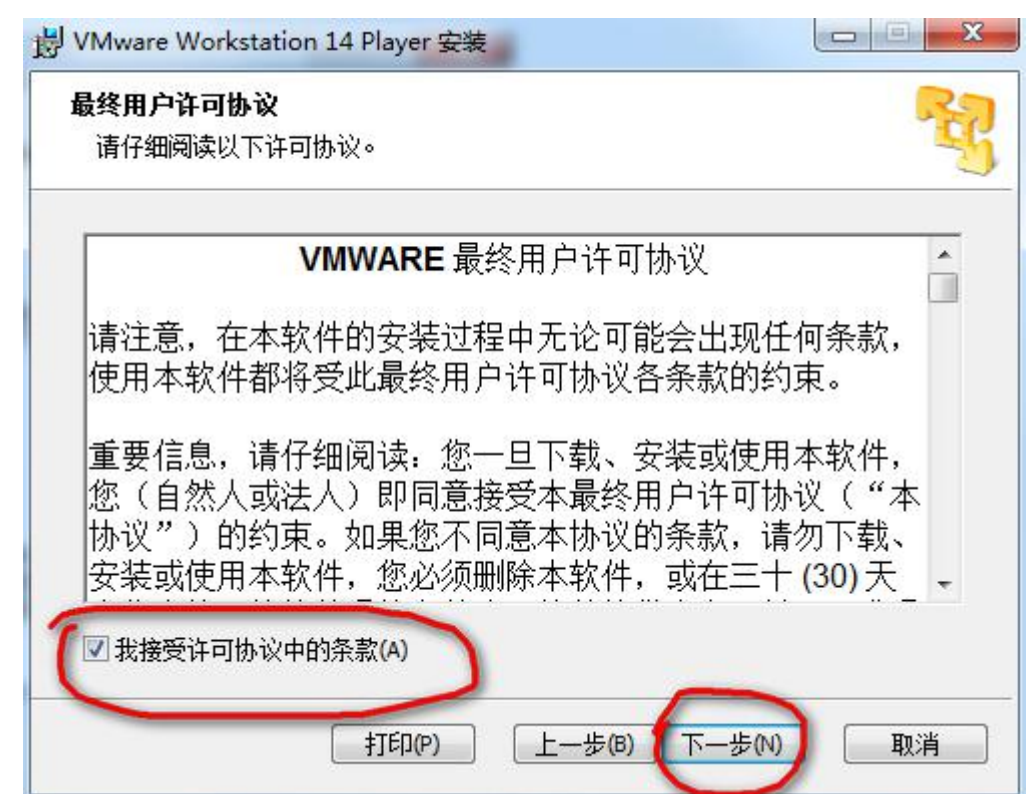 VMware Workstation 14 Player 安装
最终用户许可协议
请仔细阅读以下许可协议。
VMWARE 最终用户许可协议
请注意，在本软件的安装过程中无论可能会出现任何条款，
使用本软件都将受此最终用户许可协议各条款的约束。
重要信息，请仔细阅读：您一旦下载、安装或使用本软件，
您（自然人或法人）即同意接受本最终用户许可协议（“本
协议”）的约束。如果您不同意本协议的条款，请勿下载、
安装或使用本软件，您必须删除本软件，或在三十 (30) 天
我接受许可协议中的条款(A)
打印(P) 上一步(B) 下一步(N) 取消